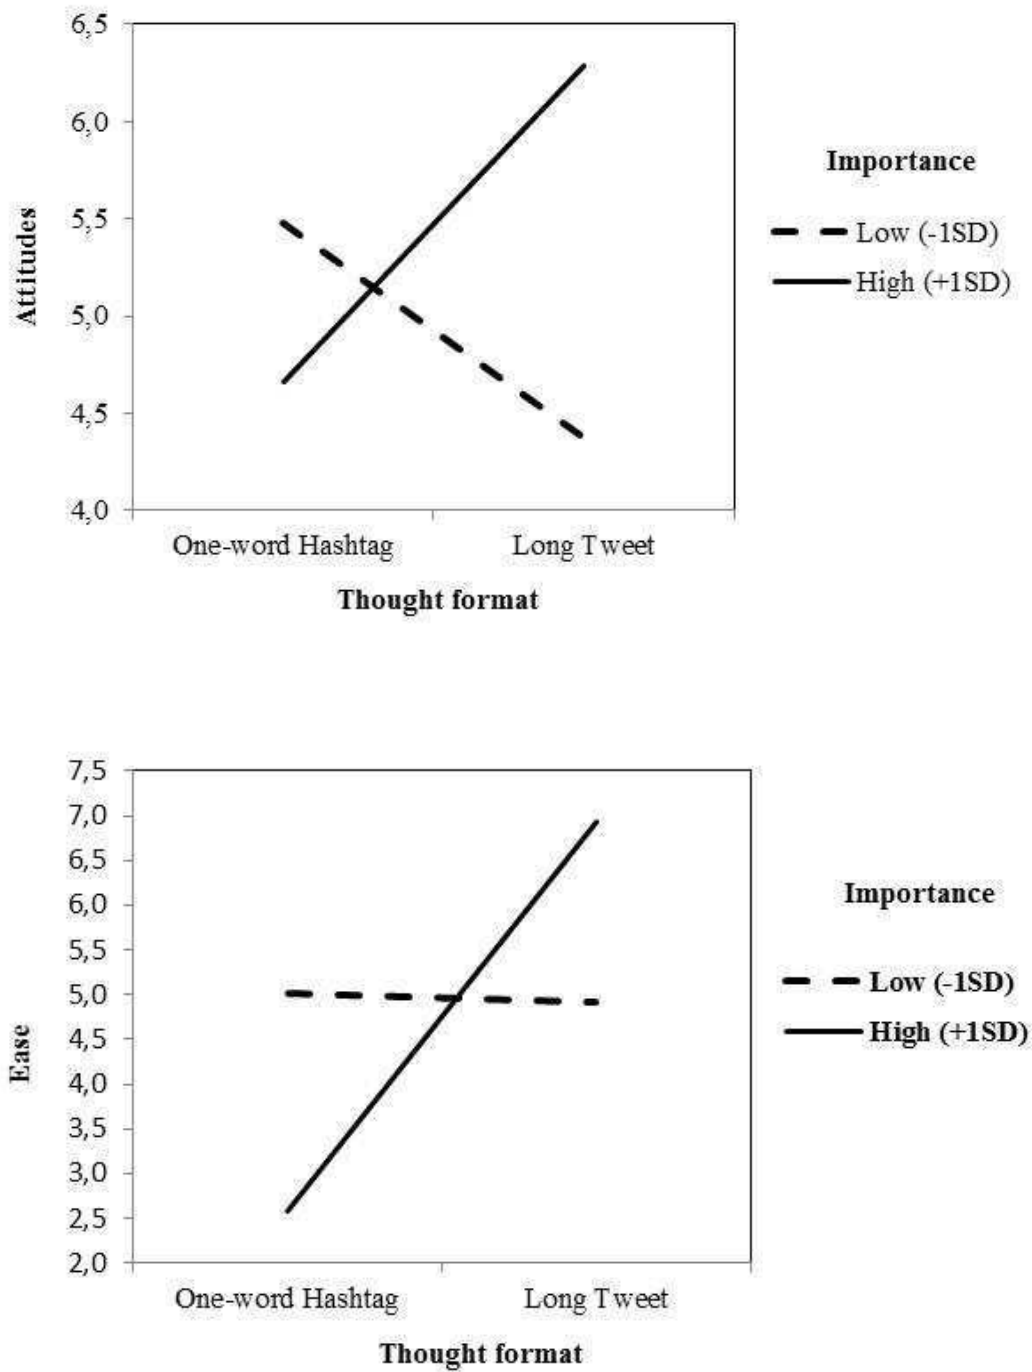 6,5
6,0
5,5
5,0
4,5
4,0
Attitudes
One-word Hashtag Long Tweet
Thought format
Importance
Low (-1SD)
High (+1SD)
7,5
7,0
6,5
6,0
5,5
5,0
4,5
4,0
3,5
3,0
2,5
2,0
Ease
One-word Hashtag Long Tweet
Thought format
Importance
Low (-1SD)
High (+1SD)